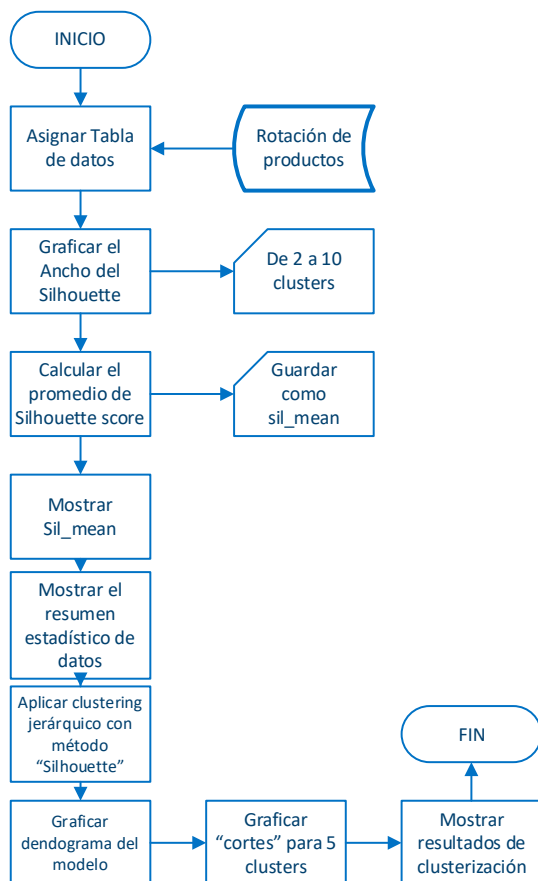 INICIO
Asignar Tabla
de datos
Rotación de
productos
Graficar el
Ancho del
Silhouette
De 2 a 10
clusters
Calcular el
promedio de
Silhouette score
Guardar
como
sil_mean
Mostrar
Sil_mean
Mostrar el
resumen
estadístico de
datos
Aplicar clustering
jerárquico con
método
“Silhouette”
Graficar
dendograma del
modelo
Graficar
“cortes” para 5
clusters
Mostrar
resultados de
clusterización
FIN